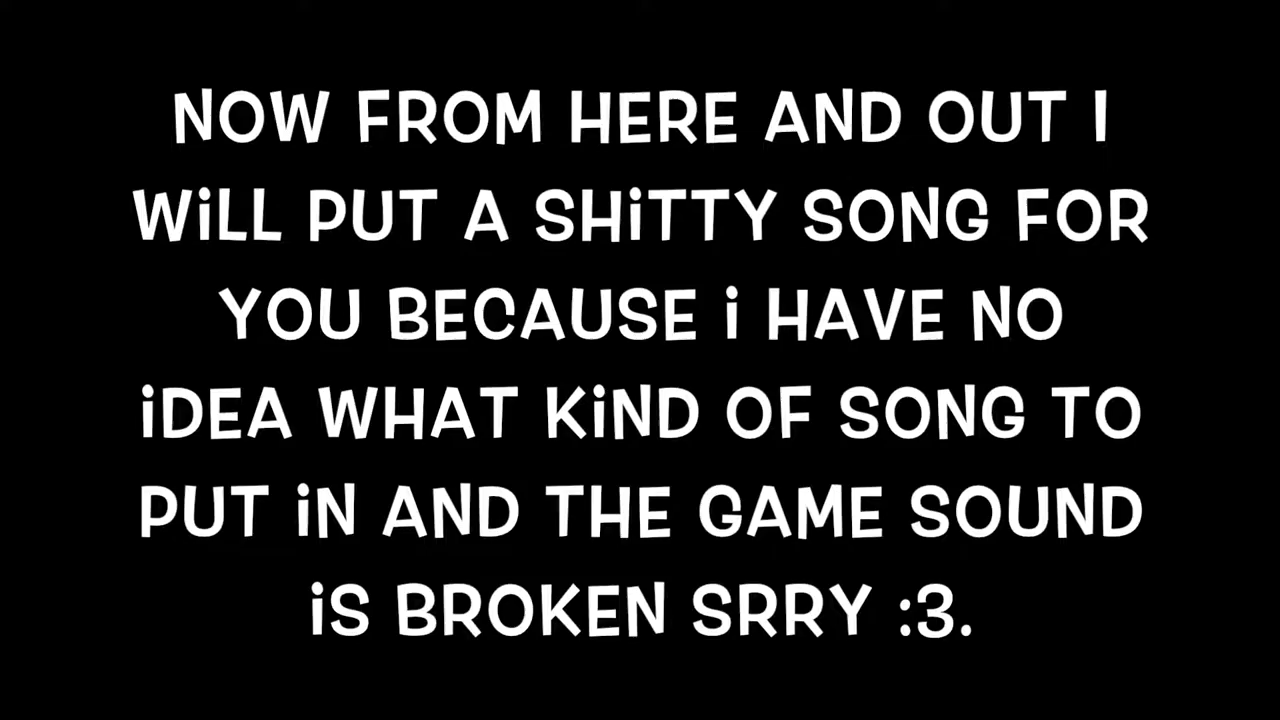 NOW FROM HERE AND OUT I
WiLL PUT A SHiTTY SONG FOR
YOU BECAUSE i HAVE NO
iDEA WHAT KiND OF SONG TO
PUT iN AND THE GAME SOUND
iS BROKEN SRRY :3.